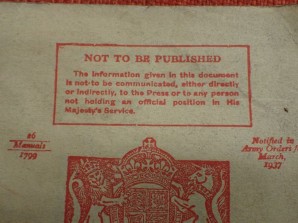 NOT TO BE PUBLISHED
The information given in this document
is not to be communicated, either directly
or indirectly, to the Press or to any person
not holding an official position in His
Majesty's Service.
26
Manuals
1799
Notified in
Army Orders f
March,
1937